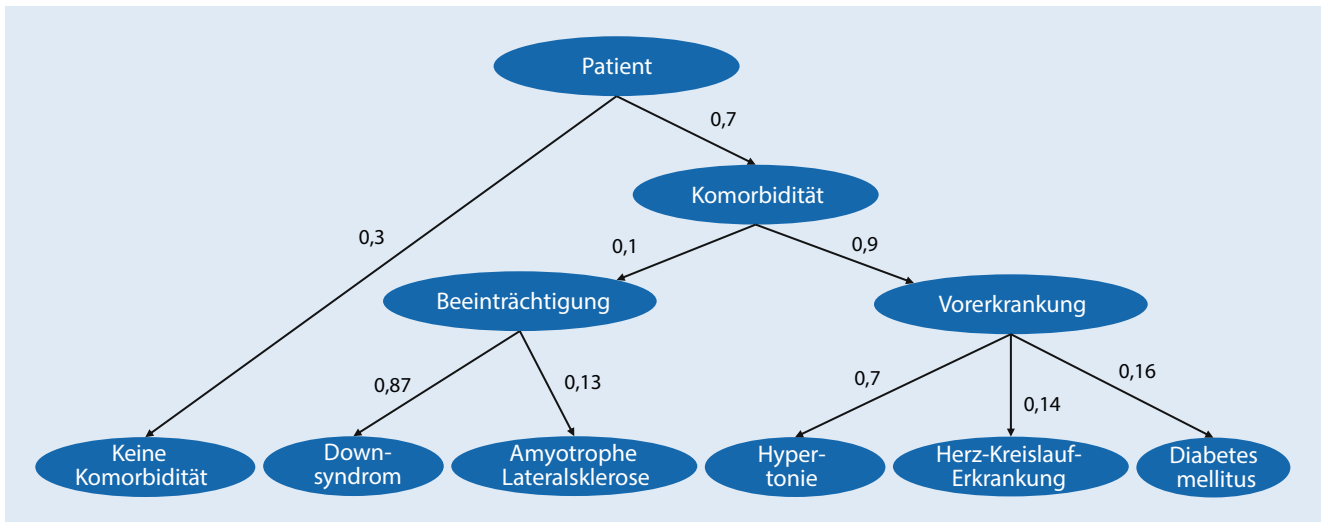 Patient
0,7
Komorbidität
0,3
0,1
0,9
Beeinträchtigung
Vorerkrankung
0,87
0,13
0,7
0,14
0,16
Keine
Komorbidität
Down-
syndrom
Amyotrophe
Lateralsklerose
Hyper-
tonie
Herz-Kreislauf-
Erkrankung
Diabetes
mellitus